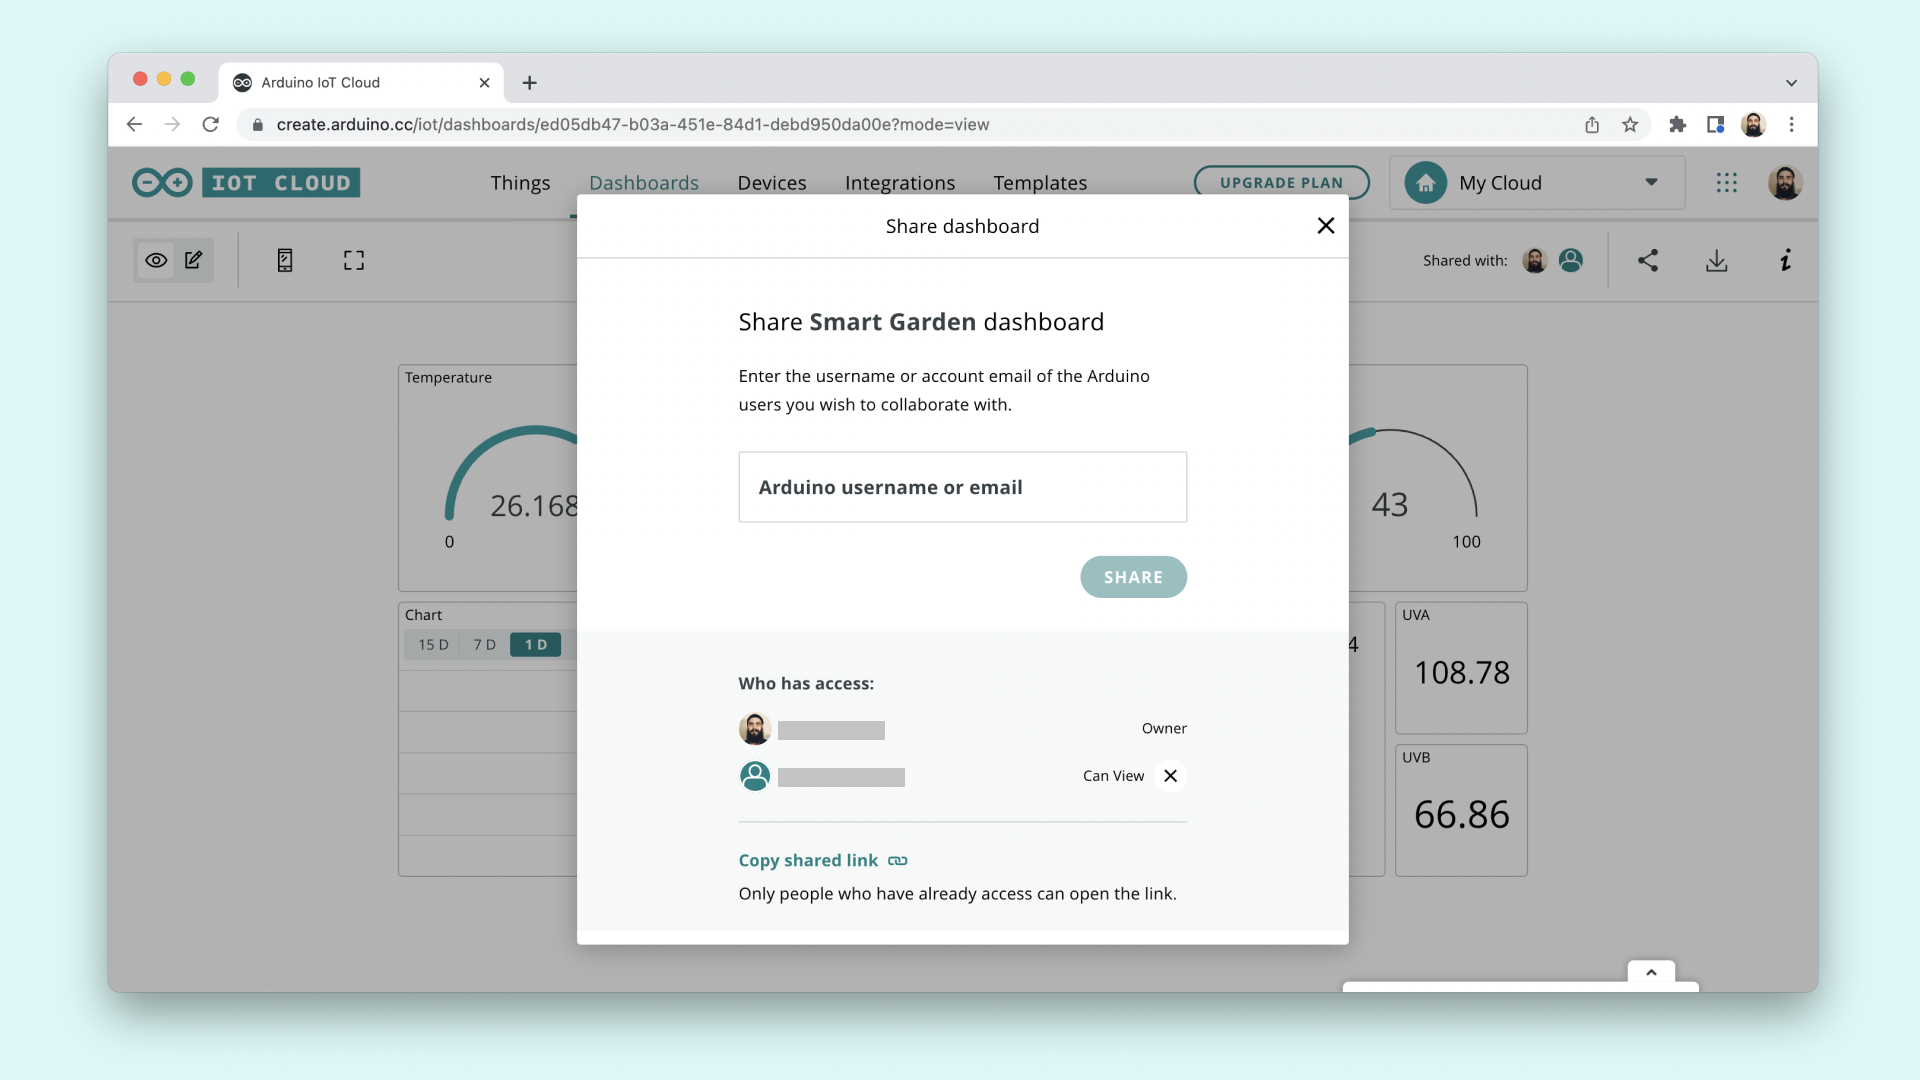 Arduino IoT Cloud
create.arduino.cc/iot/dashboards/ed05db47-b03a-451e-84d1-debd950da00e?mode=view
IOT CLOUD
Things
Dashboards
Devices
Integrations
Templates
UPGRADE PLAN
My Cloud
Share dashboard
Shared with:
Share Smart Garden dashboard
Enter the username or account email of the Arduino
users you wish to collaborate with.
Arduino username or email
SHARE
Temperature
26.168
0
43
100
Chart
15 D
7 D
1 D
4
UVA
108.78
UVB
66.86
Who has access:
Owner
Can View
Copy shared link
Only people who have already access can open the link.